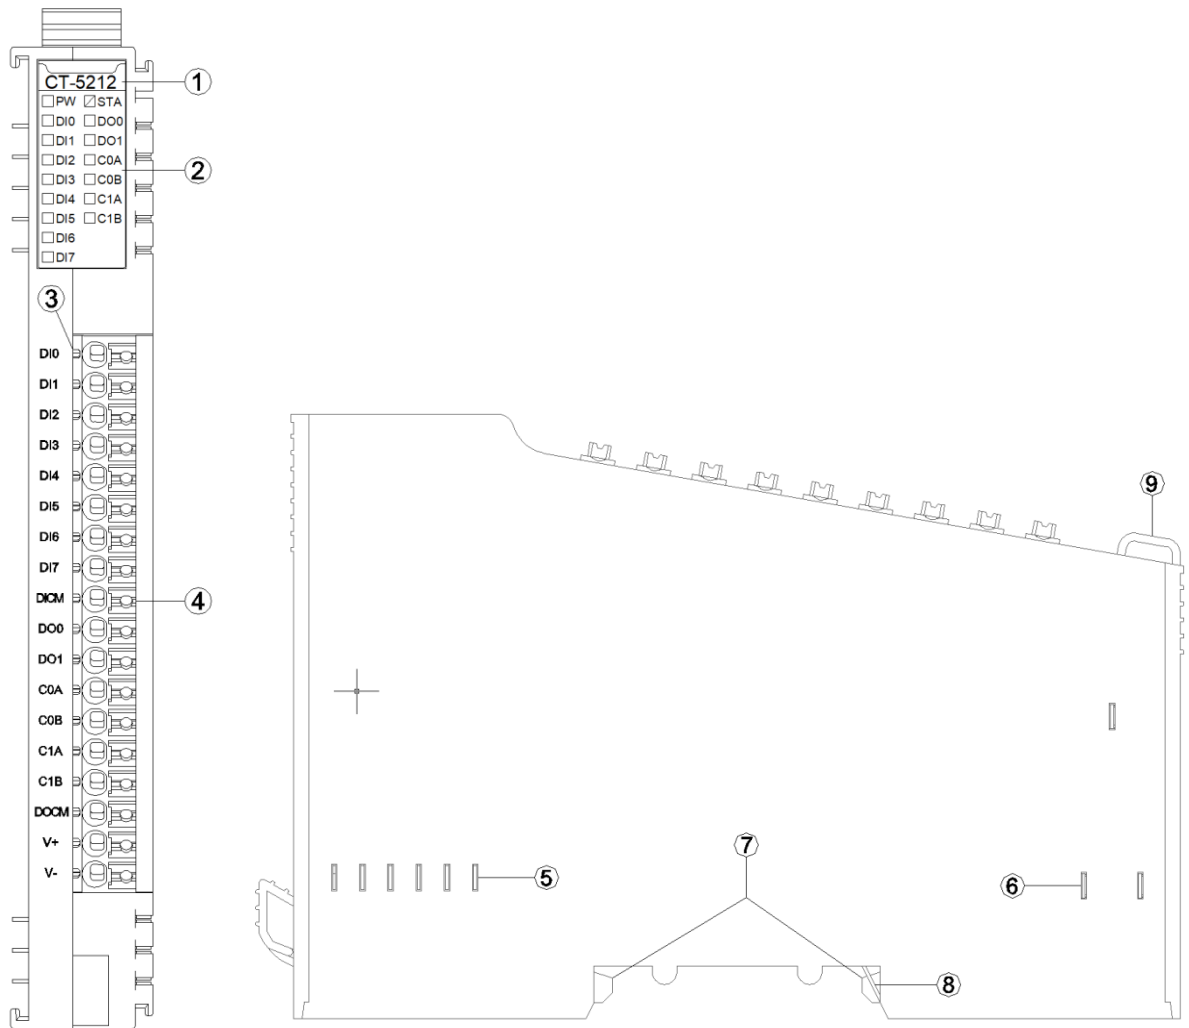 CT-5212
PW STA
DI0 DO0
DI1 DO1
DI2 C0A
DI3 C0B
DI4 C1A
DI5 C1B
DI6
DI7
1
2
3
DI0
DI1
DI2
DI3
DI4
DI5
DI6
DI7
DICM
DO0
DO1
C0A
C0B
C1A
C1B
DOCM
V+
V-
4
9
7
5
6
8